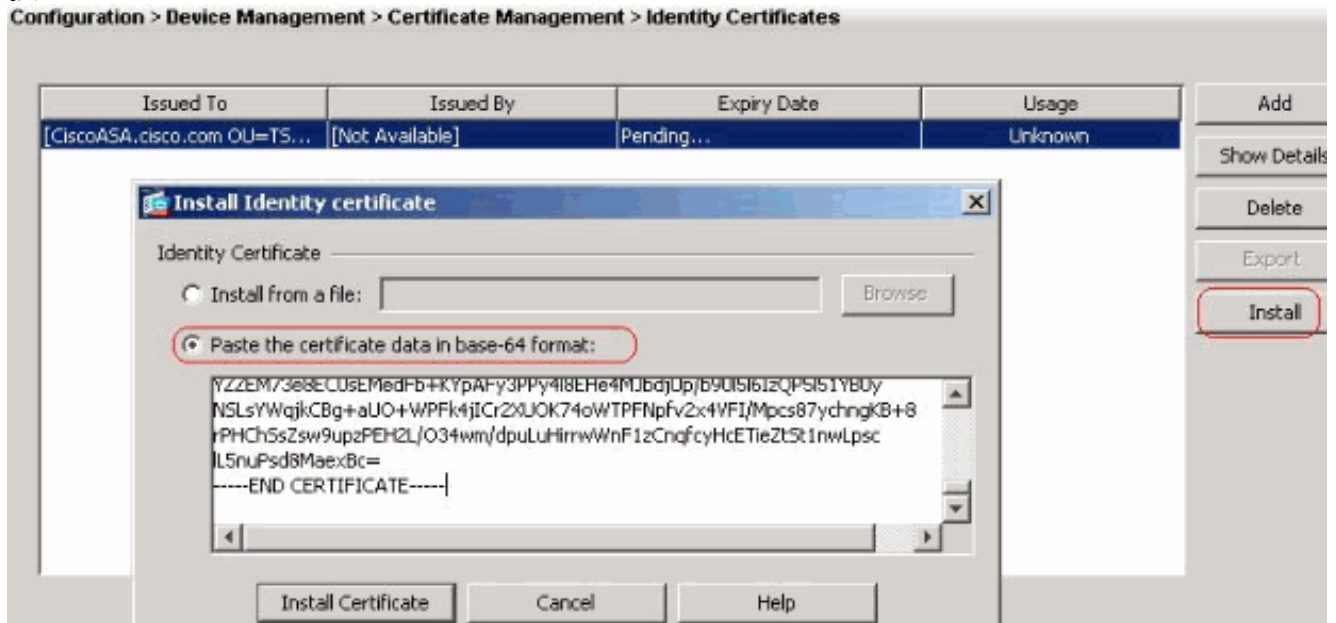 Configuration > Device Management > Certificate Management > Identity Certificates
Issued To Issued By Expiry Date Usage
[CiscoASA.cisco.com OU=TS... [Not Available] Pending... Unknown
Add
Show Details
Delete
Export
Install
Install Identity certificate
Identity Certificate
Install from a file: Browse
Paste the certificate data in base-64 format:
NSLsYWqjkCBg+aUO+WPFk4jICr2XUOK74oWTPFNpfv2x4VFI/Mpcs87ychngKB+8
rPHChSsZsw9upzPEH2L/O34wm/dpuLuHirrwWnF1zCnqfcyHcETieZtSt1nwLpsc
lL5nuPsd8MaexBc=
-----END CERTIFICATE-----
Install Certificate Cancel Help